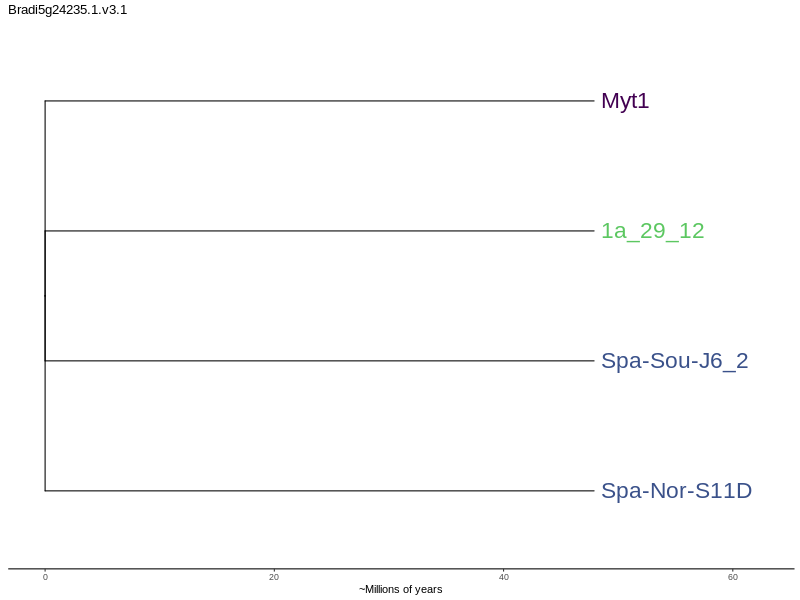 Bradi5g24235.1.v3.1
Myt1
1a_29_12
Spa-Sou-J6_2
Spa-Nor-S11D
0 20 40 60
~Millions of years